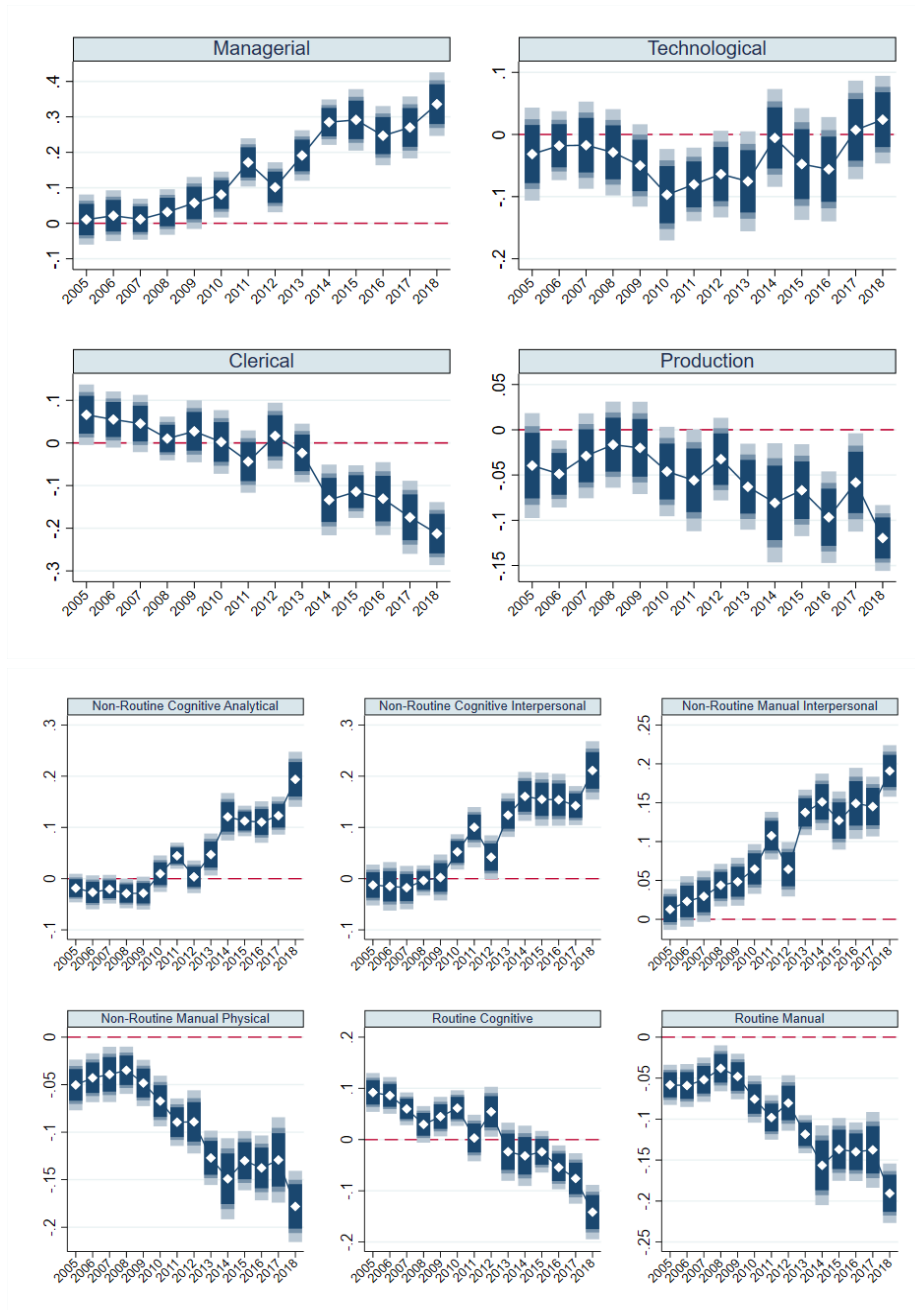 Managerial
Technological
.4
.3
.2
.1
0
-.1
.1
0
-.1
-.2
2005 2006 2007 2008 2009 2010 2011 2012 2013 2014 2015 2016 2017 2018
2005 2006 2007 2008 2009 2010 2011 2012 2013 2014 2015 2016 2017 2018
Clerical
Production
.1
0
-.1
-.2
-.3
.05
0
-.05
-.1
-.15
2005 2006 2007 2008 2009 2010 2011 2012 2013 2014 2015 2016 2017 2018
2005 2006 2007 2008 2009 2010 2011 2012 2013 2014 2015 2016 2017 2018
Non-Routine Cognitive Analytical
Non-Routine Cognitive Interpersonal
Non-Routine Manual Interpersonal
.3
.2
.1
0
-.1
.3
.2
.1
0
-.1
.25
.2
.15
.1
.05
0
2005 2006 2007 2008 2009 2010 2011 2012 2013 2014 2015 2016 2017 2018
2005 2006 2007 2008 2009 2010 2011 2012 2013 2014 2015 2016 2017 2018
2005 2006 2007 2008 2009 2010 2011 2012 2013 2014 2015 2016 2017 2018
Non-Routine Manual Physical
Routine Cognitive
Routine Manual
0
-.05
-.1
-.15
-.2
.2
.1
0
-.1
-.2
0
-.05
-.1
-.15
-.2
-.25
2005 2006 2007 2008 2009 2010 2011 2012 2013 2014 2015 2016 2017 2018
2005 2006 2007 2008 2009 2010 2011 2012 2013 2014 2015 2016 2017 2018
2005 2006 2007 2008 2009 2010 2011 2012 2013 2014 2015 2016 2017 2018